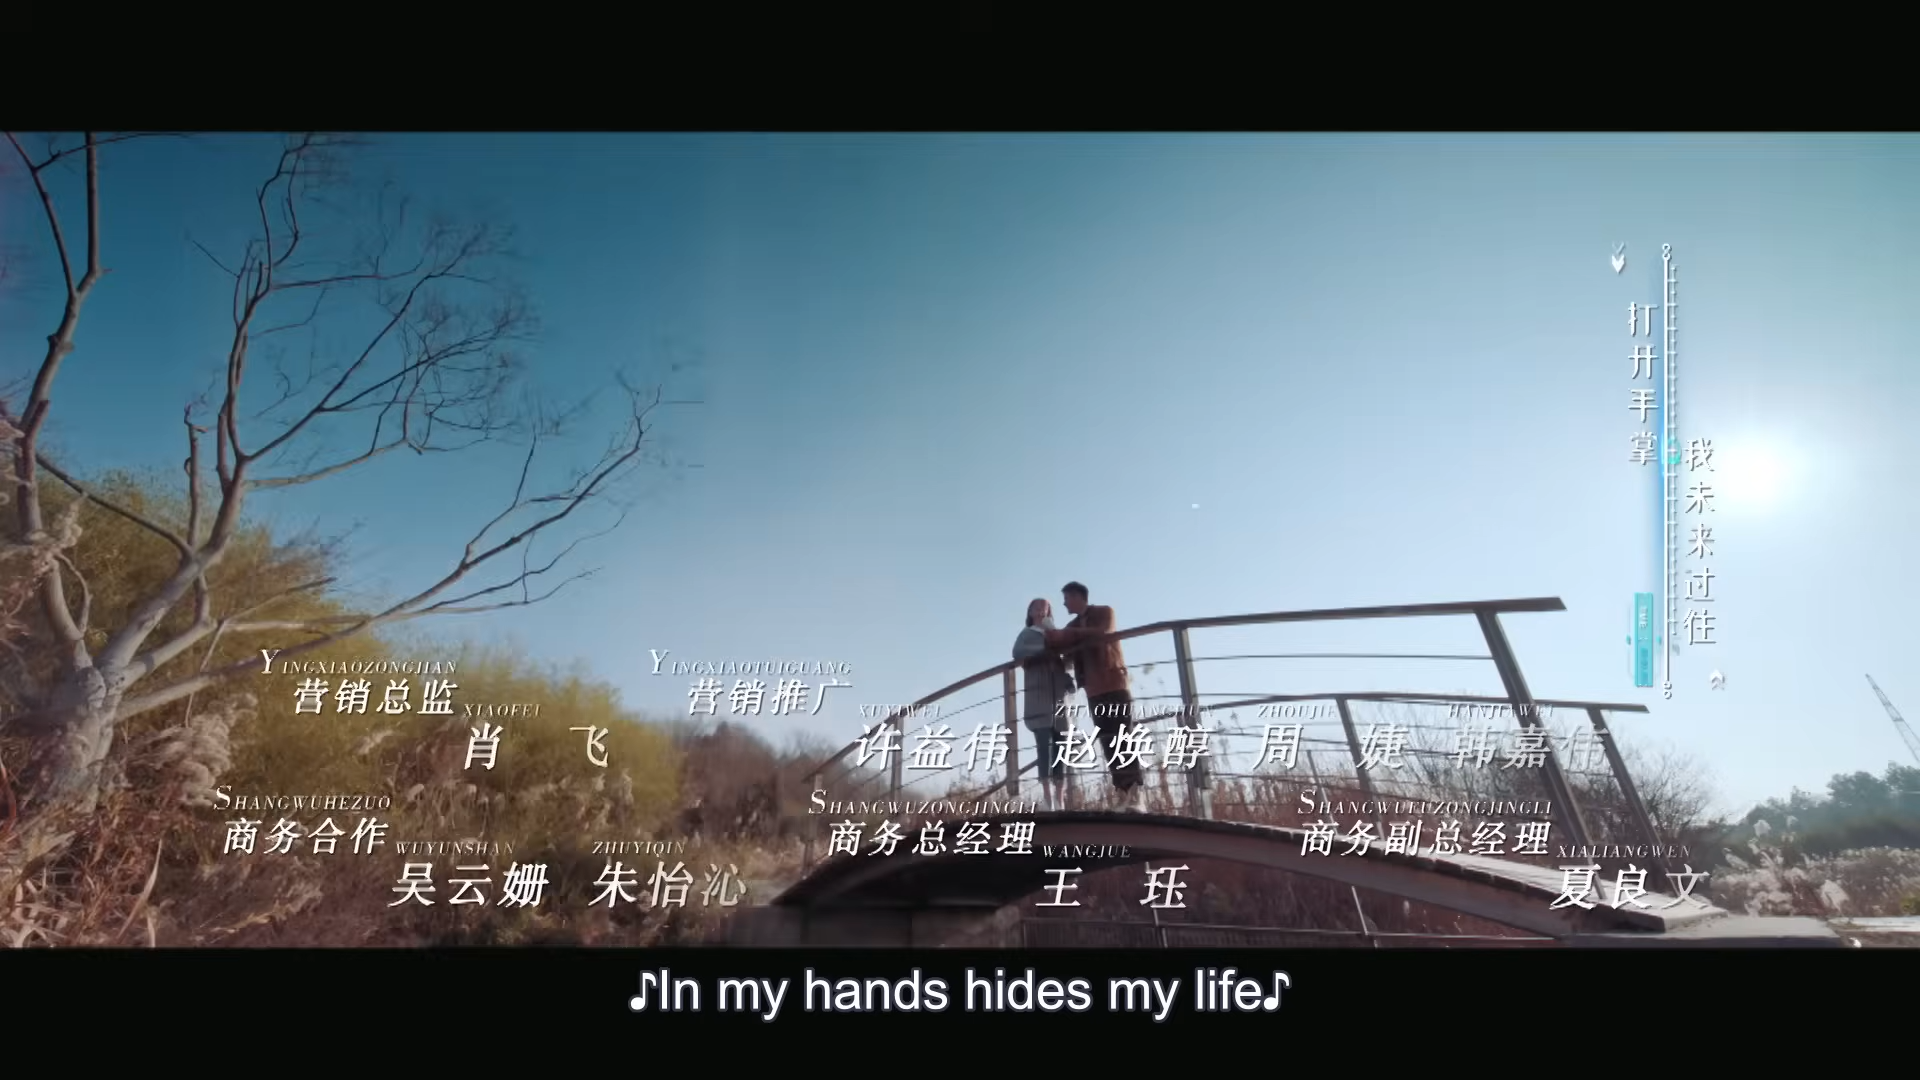 打开手掌
我未来过往
YINGXIAOZONGJIAN
营销总监
XIAOFEI
肖 飞
YINGXIAOTUIGUANG
营销推广
XUYIWEI ZHAOHUANCHUN ZHOUJIE HANJIAWEI
许益伟 赵焕醇 周 婕 韩嘉伟
SHANGWUHEZUO
商务合作
WUYUNSHAN ZHUYIQIN
吴云姗 朱怡沁
SHANGWUZONGJINGLI
商务总经理
WANGJUE
王 珏
SHANGWUFUZONGJINGLI
商务副总经理
XIALIANGWEN
夏良文
♪In my hands hides my life♪